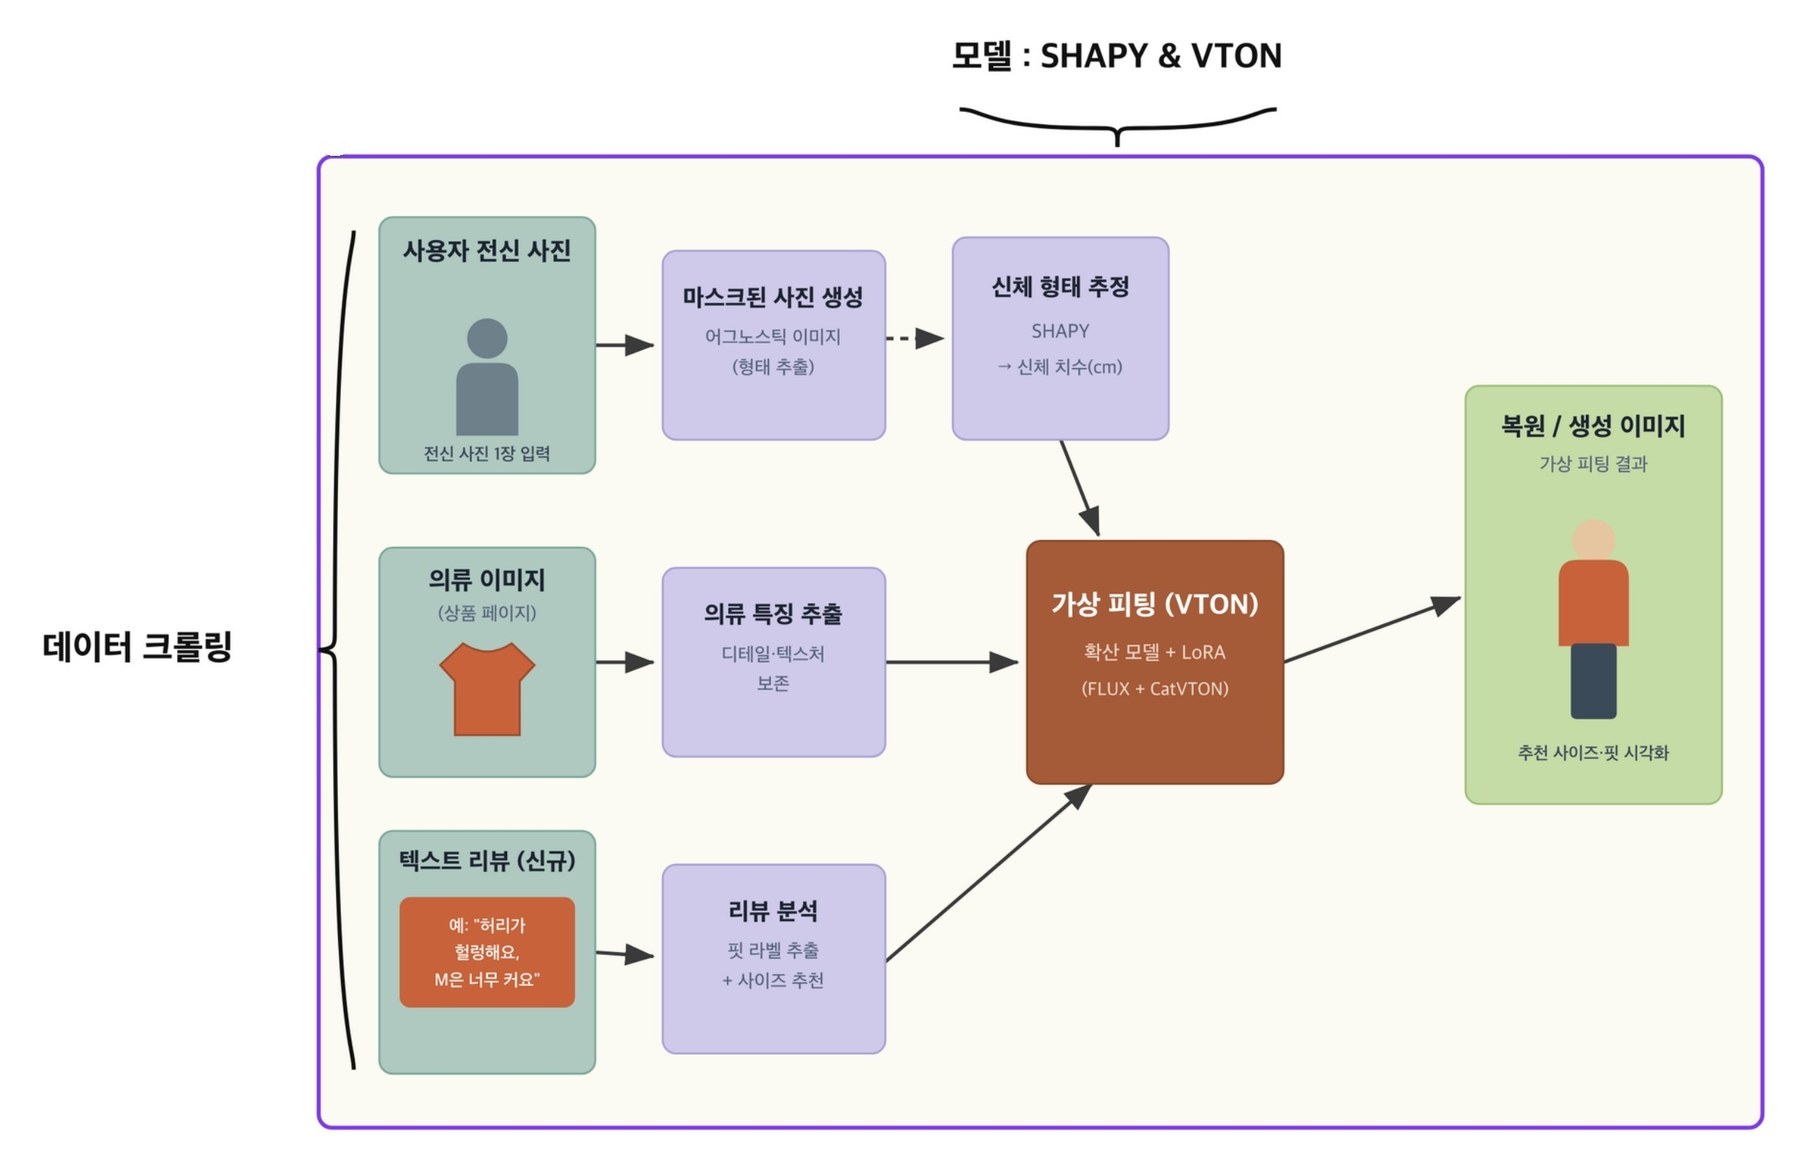 모델 : SHAPY & VTON
데이터 크롤링
사용자 전신 사진
전신 사진 1장 입력
마스크된 사진 생성
어그노스틱 이미지
(형태 추출)
신체 형태 추정
SHAPY
→ 신체 치수(cm)
의류 이미지
(상품 페이지)
의류 특징 추출
디테일·텍스처
보존
가상 피팅 (VTON)
확산 모델 + LoRA
(FLUX + CatVTON)
복원 / 생성 이미지
가상 피팅 결과
추천 사이즈·핏 시각화
텍스트 리뷰 (신규)
예: "허리가
헐렁해요,
M은 너무 커요"
리뷰 분석
핏 라벨 추출
+ 사이즈 추천